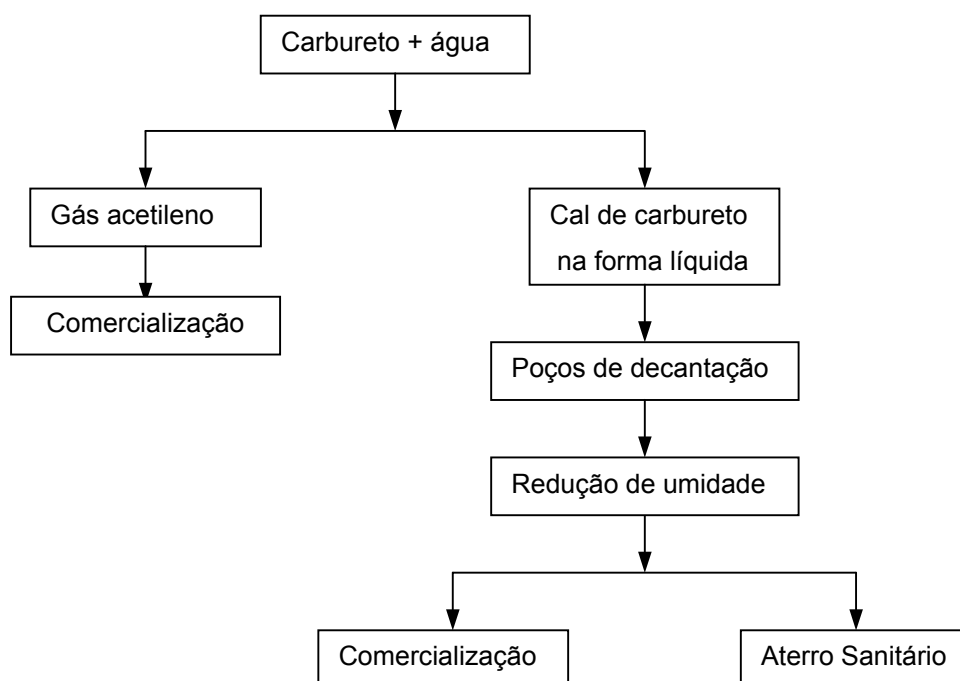 Carbureto + água
Gás acetileno
Cal de carbureto
na forma líquida
Comercialização
Poços de decantação
Redução de umidade
Comercialização
Aterro Sanitário